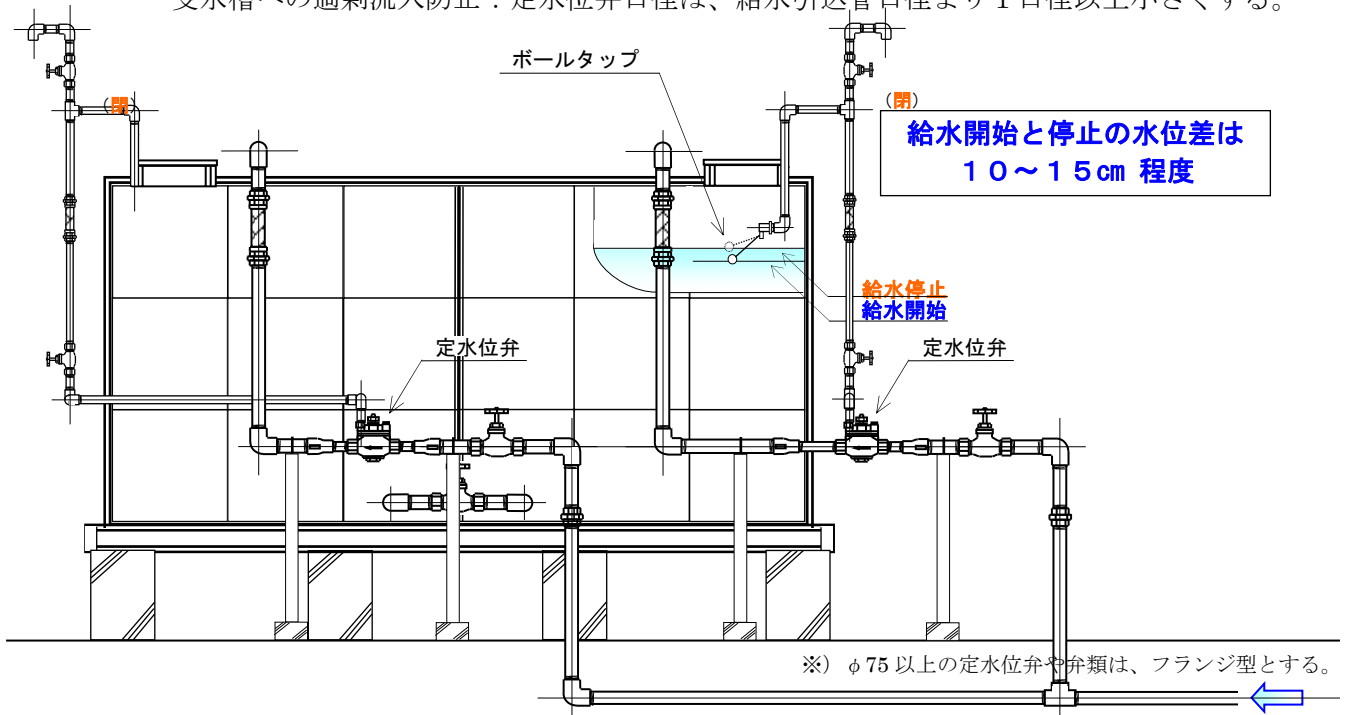 受水槽への過剰流入防止:定水位弁口径は、給水引込管口径より1口径以上小さくする。
ボールタップ
(閉)
(閉)
給水開始と停止の水位差は
10~15㎝ 程度
給水停止
給水開始
定水位弁
定水位弁
※) φ75以上の定水位弁や弁類は、フランジ型とする。